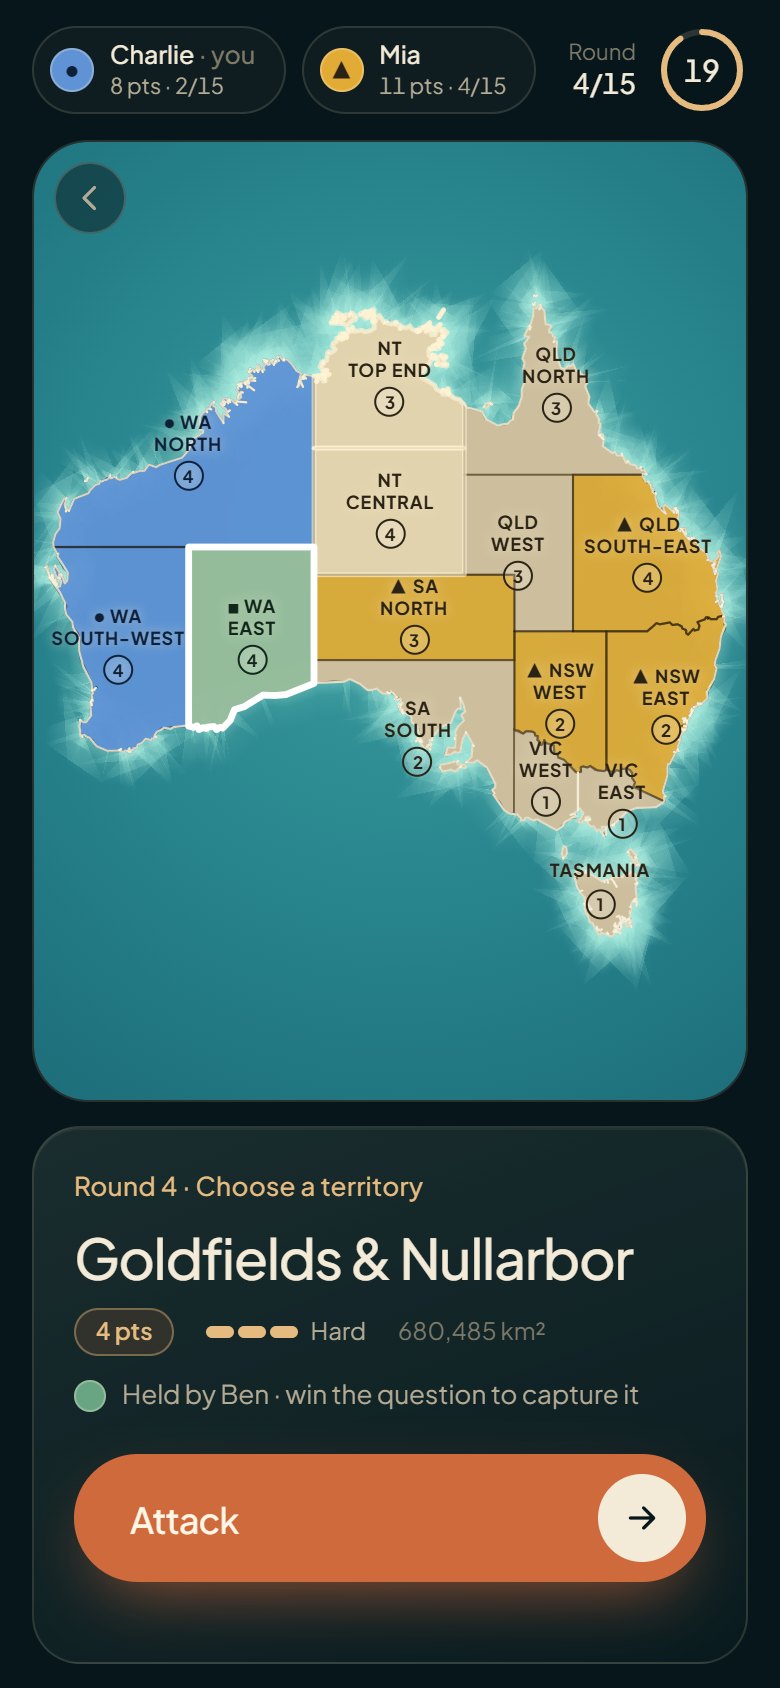 Charlie · you
8 pts · 2/15
Mia
11 pts · 4/15
Round
4/15
19
NT
TOP END
3
QLD
NORTH
3
WA
NORTH
4
NT
CENTRAL
4
QLD
WEST
3
QLD
SOUTH-EAST
4
SA
NORTH
3
WA
EAST
4
WA
SOUTH-WEST
4
NSW
WEST
2
NSW
EAST
2
SA
SOUTH
2
VIC
WEST
1
VIC
EAST
1
TASMANIA
1
Round 4 · Choose a territory
Goldfields & Nullarbor
4 pts
Hard
680,485 km²
Held by Ben · win the question to capture it
Attack